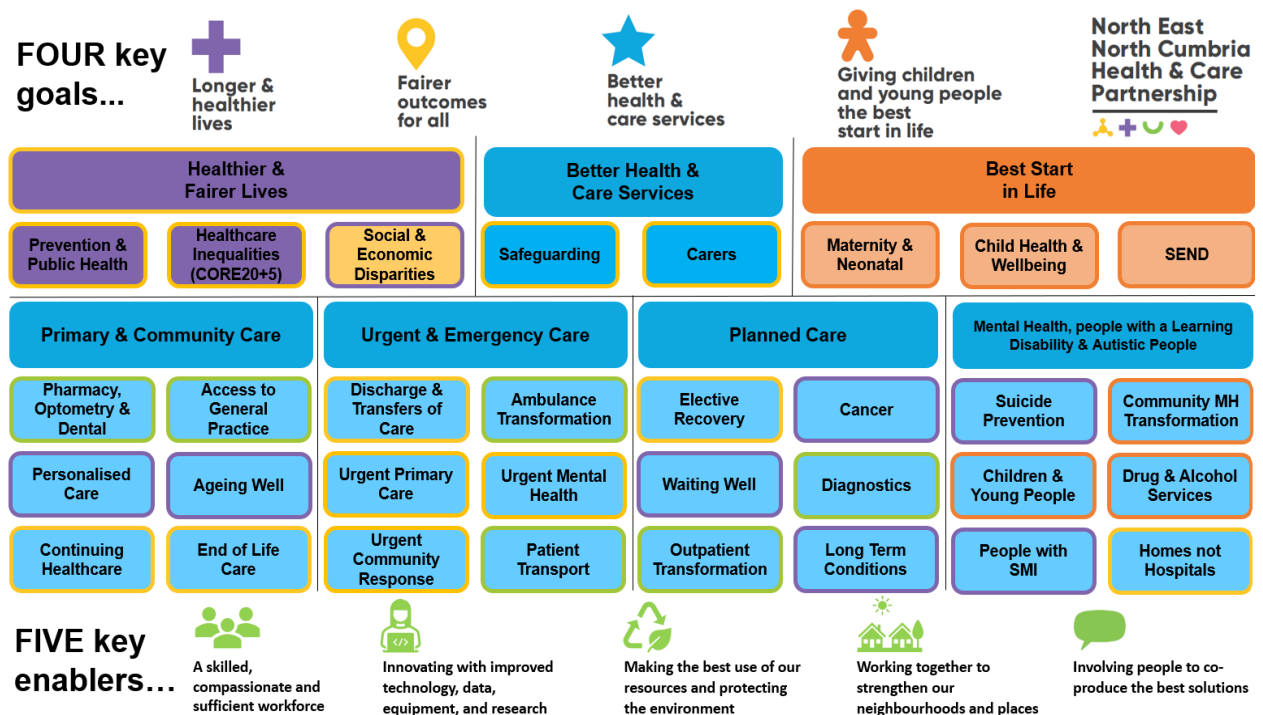 FOUR key
goals...
Longer &
healthier
lives
Fairer
outcomes
for all
Better
health &
care services
Giving children
and young people
the best
start in life
North East
North Cumbria
Health & Care
Partnership
Healthier &
Fairer Lives
Better Health &
Care Services
Best Start
in Life
Prevention &
Public Health
Healthcare
Inequalities
(CORE20+5)
Social &
Economic
Disparities
Safeguarding
Carers
Maternity &
Neonatal
Child Health &
Wellbeing
SEND
Primary & Community Care
Urgent & Emergency Care
Planned Care
Mental Health, people with a Learning
Disability & Autistic People
Pharmacy,
Optometry &
Dental
Access to
General
Practice
Discharge &
Transfers of
Care
Ambulance
Transformation
Elective
Recovery
Cancer
Suicide
Prevention
Community MH
Transformation
Personalised
Care
Ageing Well
Urgent Primary
Care
Urgent Mental
Health
Waiting Well
Diagnostics
Children &
Young People
Drug & Alcohol
Services
Continuing
Healthcare
End of Life
Care
Urgent
Community
Response
Patient
Transport
Outpatient
Transformation
Long Term
Conditions
People with
SMI
Homes not
Hospitals
FIVE key
enablers...
A skilled,
compassionate and
sufficient workforce
Innovating with improved
technology, data,
equipment, and research
Making the best use of our
resources and protecting
the environment
Working together to
strengthen our
neighbourhoods and places
Involving people to co-
produce the best solutions